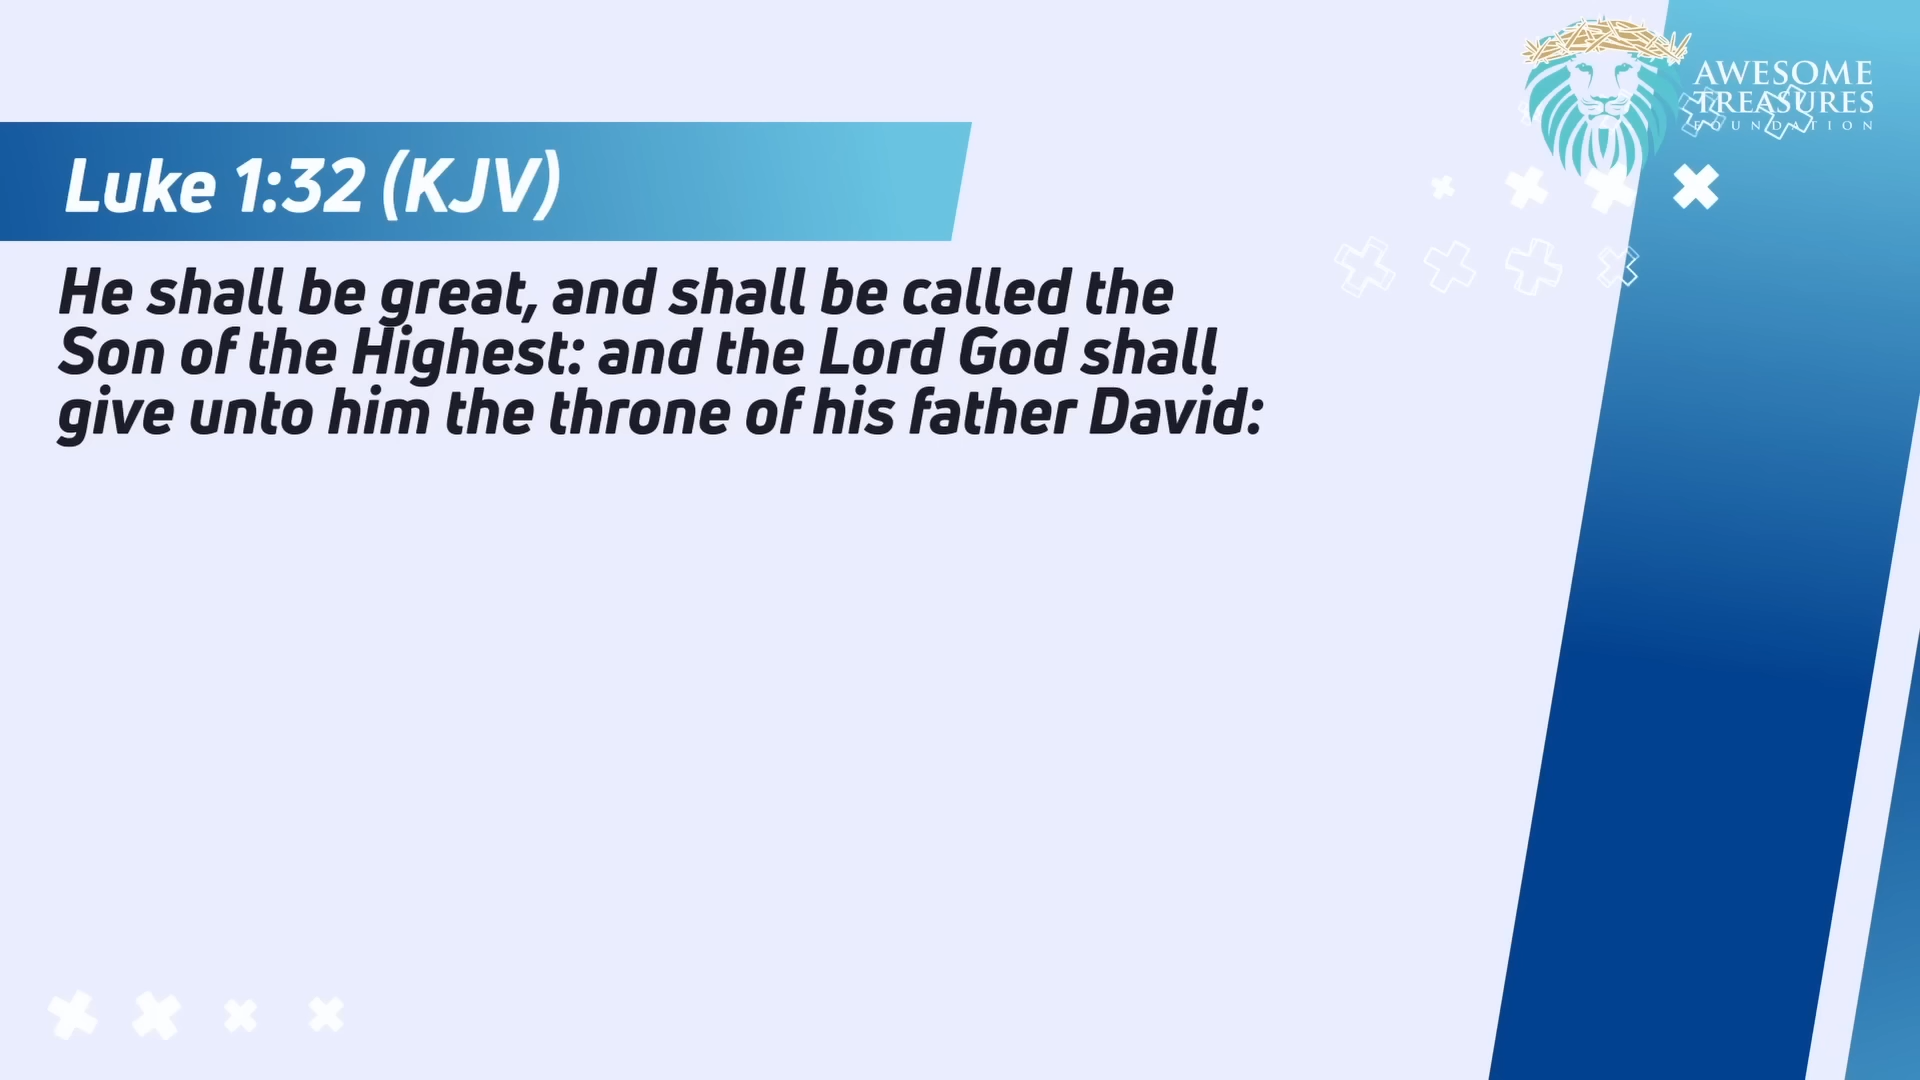 AWESOME
TREASURES
FOUNDATION
Luke 1:32 (KJV)
He shall be great, and shall be called the
Son of the Highest: and the Lord God shall
give unto him the throne of his father David: